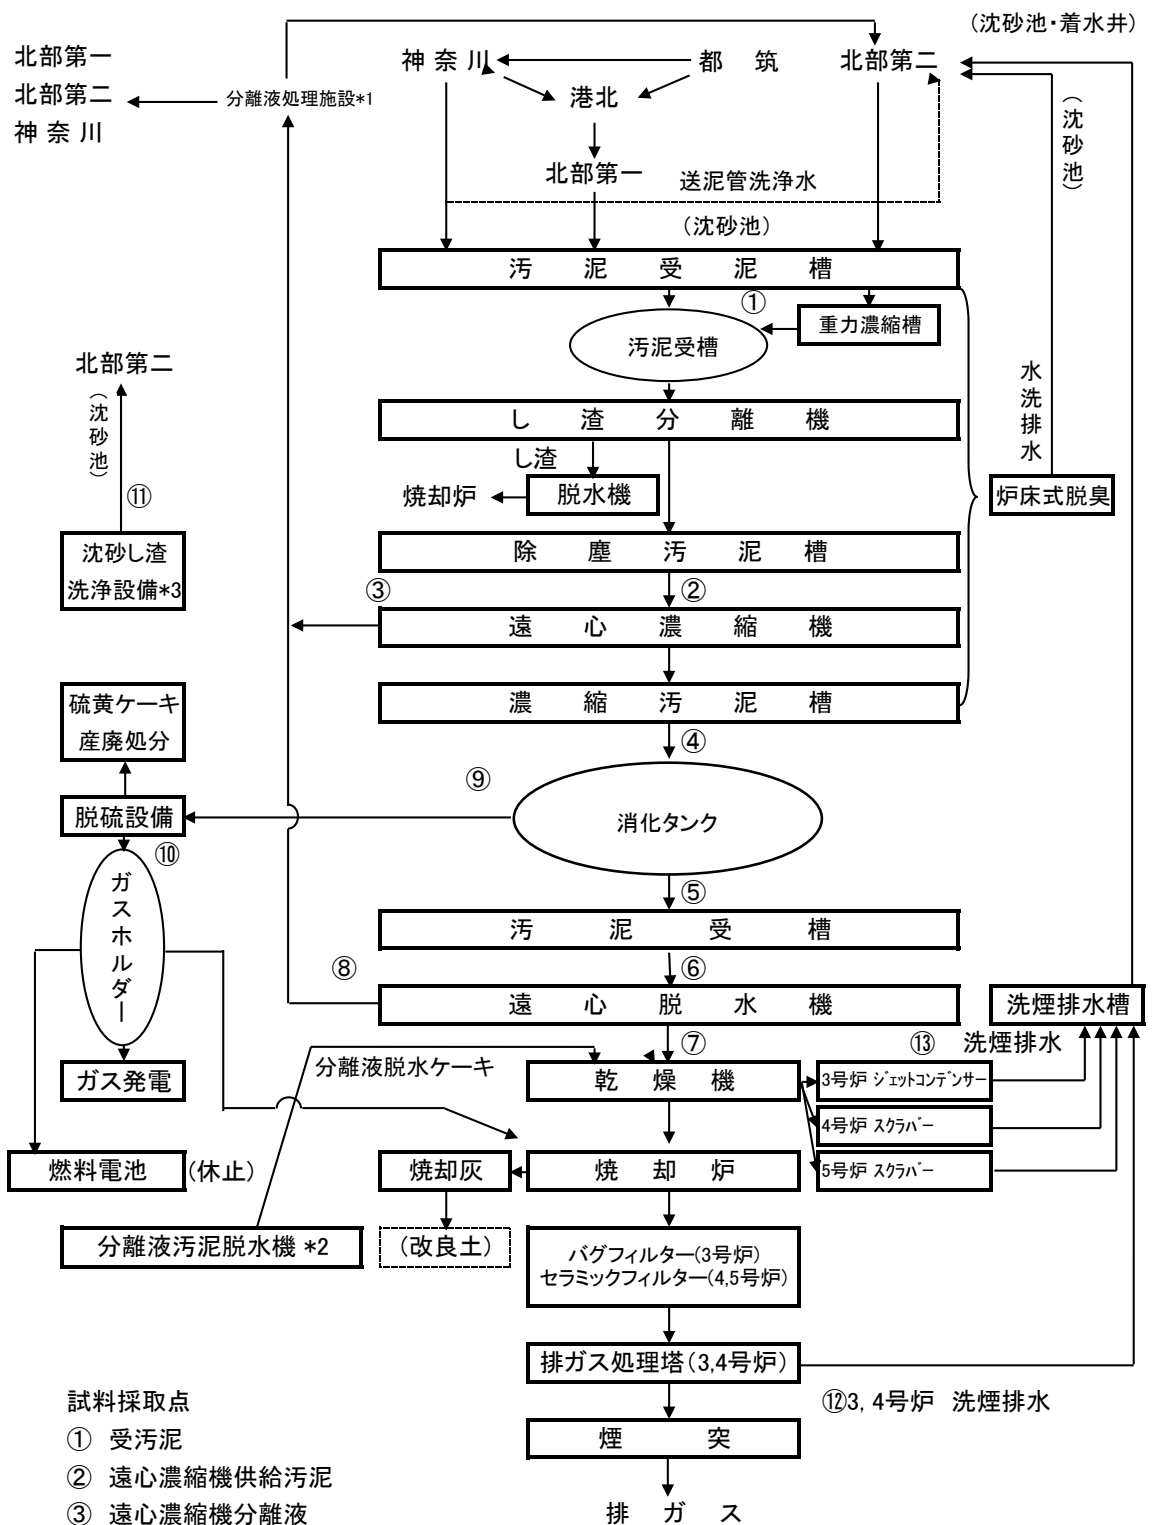 (沈砂池・着水井)
北部第一
神奈川
都 筑
北部第二
北部第二
分離液処理施設*1
港北
神奈川
(沈砂池)
北部第一
送泥管洗浄水
(沈砂池)
汚 泥 受 泥 槽
①
重力濃縮槽
汚泥受槽
北部第二
(沈砂池)
水洗排水
し 渣 分 離 機
し渣
⑪
焼却炉
脱水機
炉床式脱臭
沈砂し渣
洗浄設備*3
除 塵 汚 泥 槽
③
②
遠 心 濃 縮 機
硫黄ケーキ
産廃処分
濃 縮 汚 泥 槽
④
⑨
脱硫設備
消化タンク
⑩
ガスホルダー
⑤
汚 泥 受 槽
⑧
⑥
遠 心 脱 水 機
洗煙排水槽
⑦
⑬ 洗煙排水
ガス発電
分離液脱水ケーキ
乾 燥 機
3号炉 ジェットコンデンサー
4号炉 スクラバー
燃料電池
(休止)
焼却灰
焼 却 炉
5号炉 スクラバー
分離液汚泥脱水機 *2
(改良土)
バグフィルター(3号炉)
セラミックフィルター(4,5号炉)
排ガス処理塔(3,4号炉)
試料採取点
⑫3, 4号炉 洗煙排水
① 受汚泥
煙 突
② 遠心濃縮機供給汚泥
③ 遠心濃縮機分離液
排 ガ ス